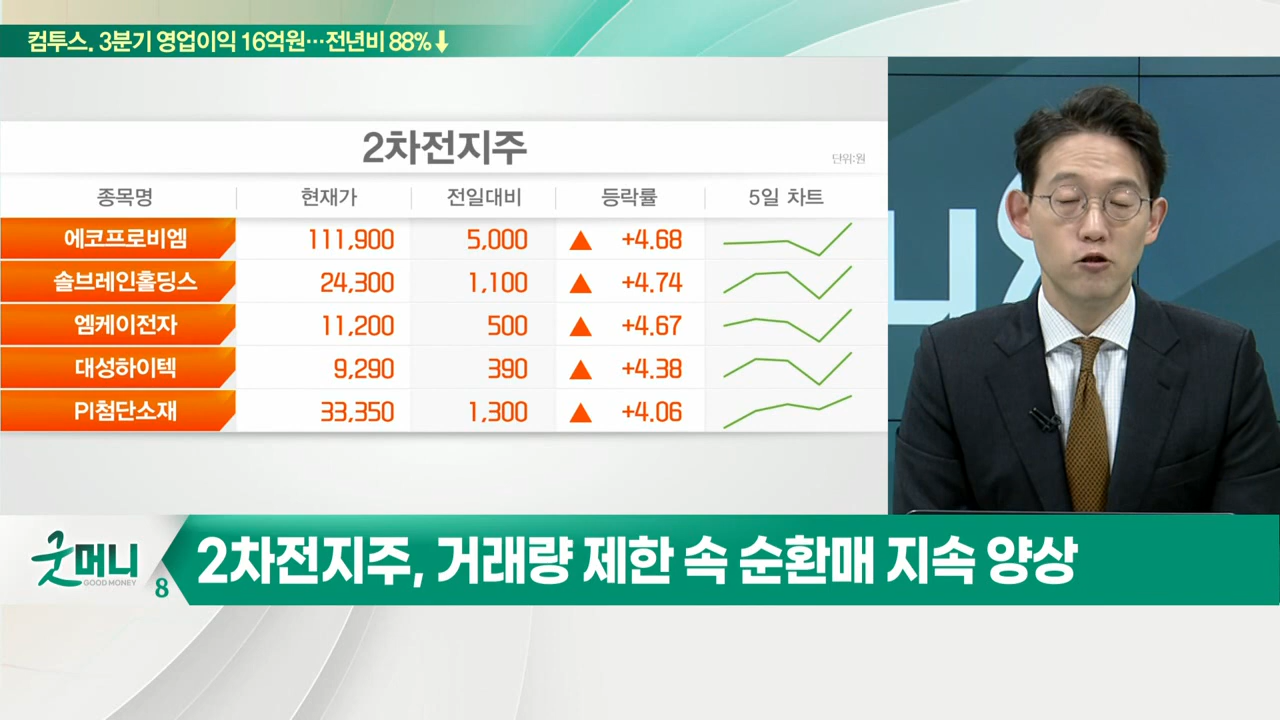 컴투스, 3분기 영업이익 16억원…전년비 88%⬇
2차전지주
단위:원
종목명 현재가 전일대비 등락률 5일 차트
에코프로비엠 111,900 5,000 ▲ +4.68
솔브레인홀딩스 24,300 1,100 ▲ +4.74
엠케이전자 11,200 500 ▲ +4.67
대성하이텍 9,290 390 ▲ +4.38
PI첨단소재 33,350 1,300 ▲ +4.06
굿머니
GOOD MONEY
8
2차전지주, 거래량 제한 속 순환매 지속 양상